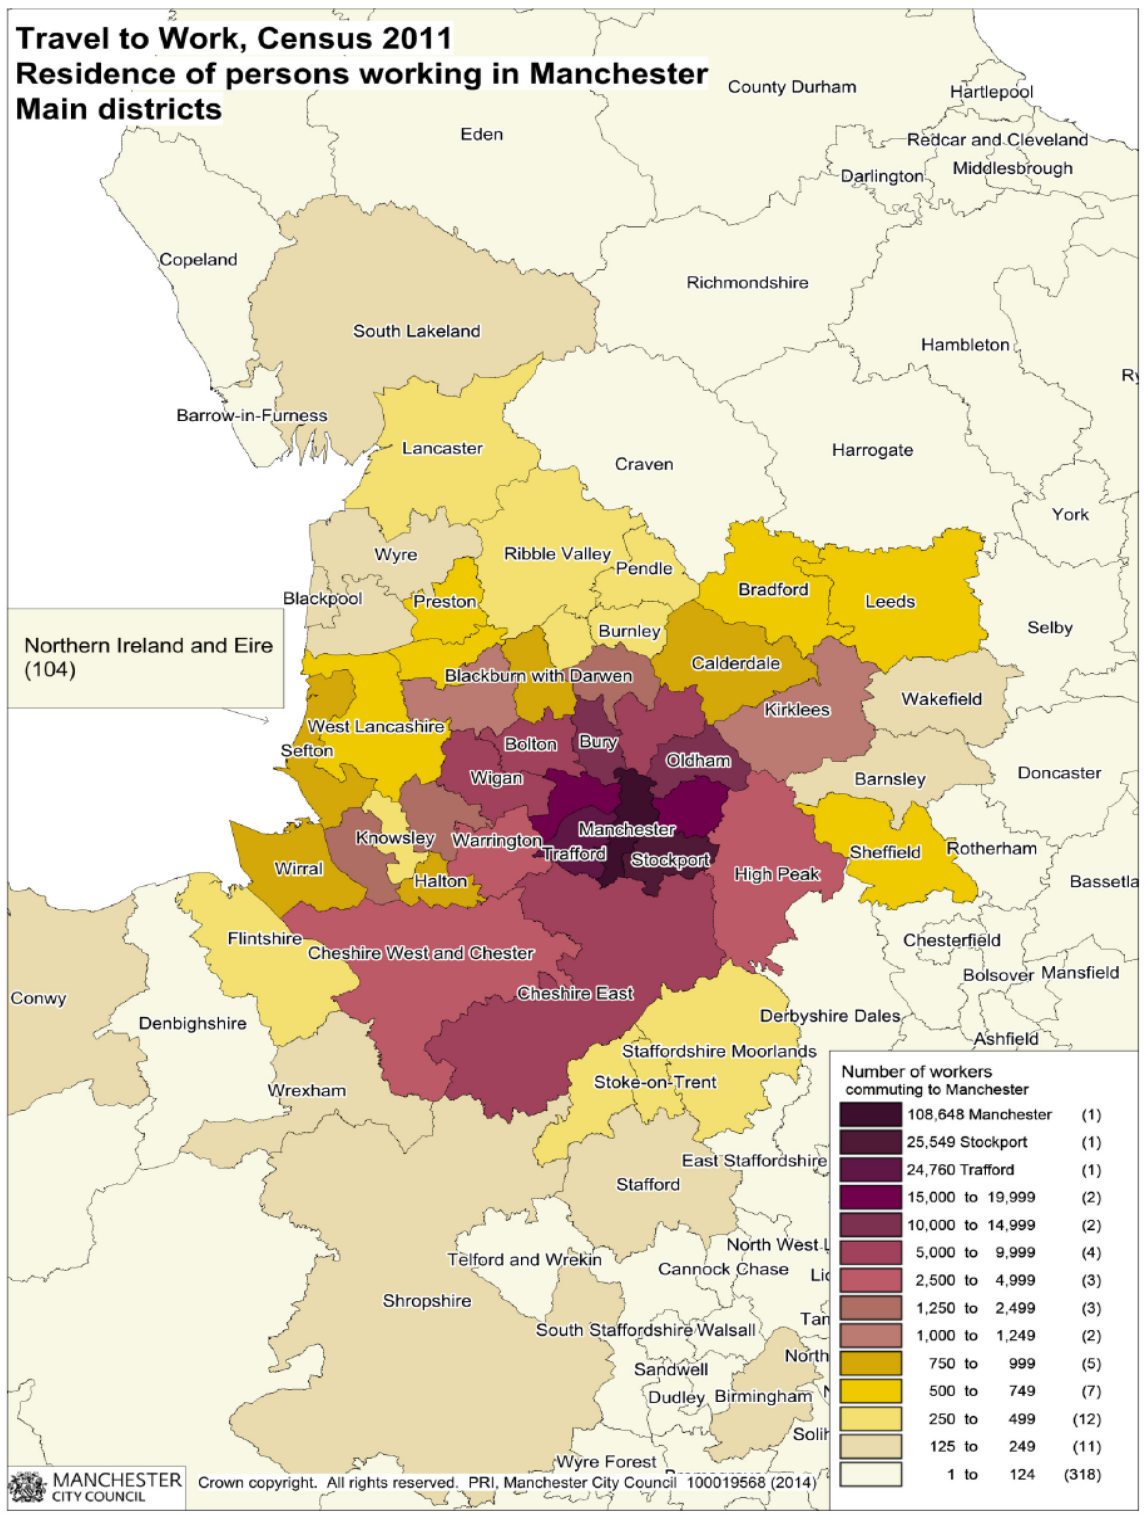 Travel to Work, Census 2011
Residence of persons working in Manchester
Main districts
County Durham
Hartlepool
Eden
Redcar and Cleveland
Middlesbrough
Darlington
Copeland
Richmondshire
South Lakeland
Hambleton
Ry
Barrow-in-Furness
Lancaster
Harrogate
Craven
York
Wyre
Ribble Valley
Pendle
Bradford
Blackpool
Preston
Leeds
Burnley
Selby
Northern Ireland and Eire
(104)
Calderdale
Blackburn with Darwen
Wakefield
Kirklees
West Lancashire
Bolton
Bury
Sefton
Oldham
Wigan
Barnsley
Doncaster
Manchester
Knowsley
Warrington
Trafford
Stockport
Sheffield
Rotherham
Wirral
Halton
High Peak
Bassetla
Flintshire
Cheshire West and Chester
Chesterfield
Bolsover
Mansfield
Conwy
Cheshire East
Denbighshire
Derbyshire Dales
Ashfield
Staffordshire Moorlands
Stoke-on-Trent
Wrexham
East Staffordshire
Stafford
North West L
Telford and Wrekin
Cannock Chase
Lic
Shropshire
Tan
South Staffordshire
Walsall
North
Sandwell
Dudley
Birmingham
N
Solih
Wyre Forest
Number of workers
commuting to Manchester
108,648 Manchester (1)
25,549 Stockport (1)
24,760 Trafford (1)
15,000 to 19,999 (2)
10,000 to 14,999 (2)
5,000 to 9,999 (4)
2,500 to 4,999 (3)
1,250 to 2,499 (3)
1,000 to 1,249 (2)
750 to 999 (5)
500 to 749 (7)
250 to 499 (12)
125 to 249 (11)
1 to 124 (318)
MANCHESTER
CITY COUNCIL
Crown copyright. All rights reserved. PRI, Manchester City Council 100019568 (2014)